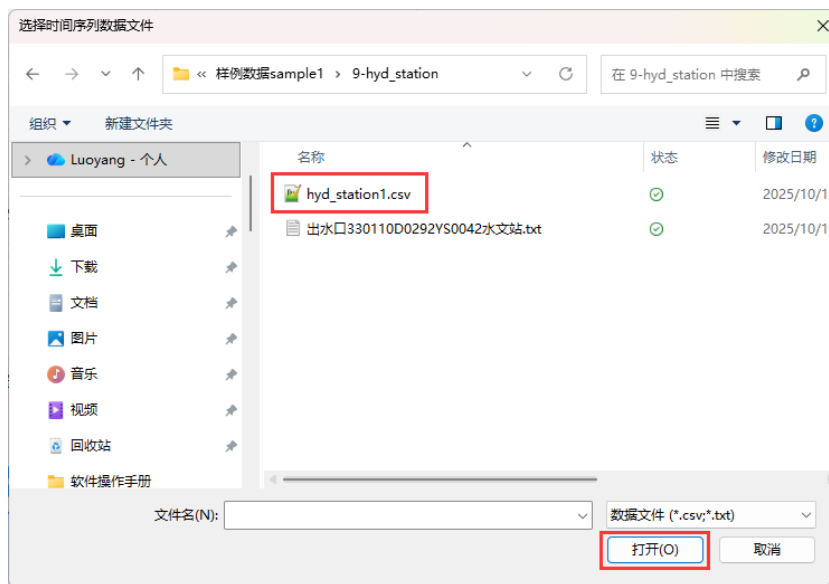 选择时间序列数据文件
« 样例数据sample1 › 9-hyd_station
在 9-hyd_station 中搜索
组织 新建文件夹
Luoyang - 个人
名称 状态 修改日期
hyd_station1.csv 2025/10/1
出水口330110D0292YS0042水文站.txt 2025/10/1
桌面
下载
文档
图片
音乐
视频
回收站
软件操作手册
文件名(N): 数据文件 (*.csv;*.txt)
打开(O) 取消